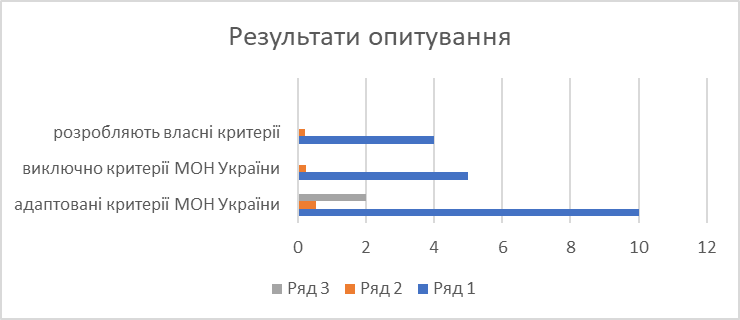 Результати опитування
розробляють власні критерії
виключно критерії МОН України
адаптовані критерії МОН України
0 2 4 6 8 10 12
Ряд 3 Ряд 2 Ряд 1